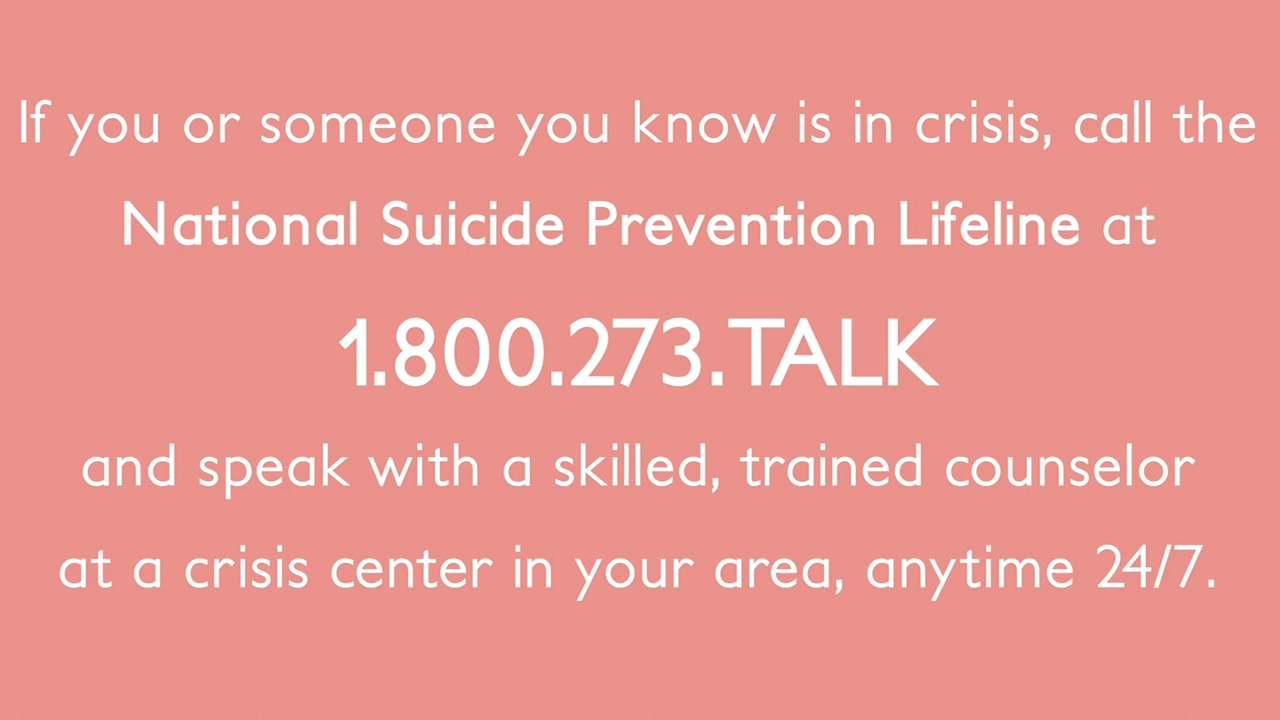 If you or someone you know is in crisis, call the
National Suicide Prevention Lifeline at
1.800.273.TALK
and speak with a skilled, trained counselor
at a crisis center in your area, anytime 24/7.